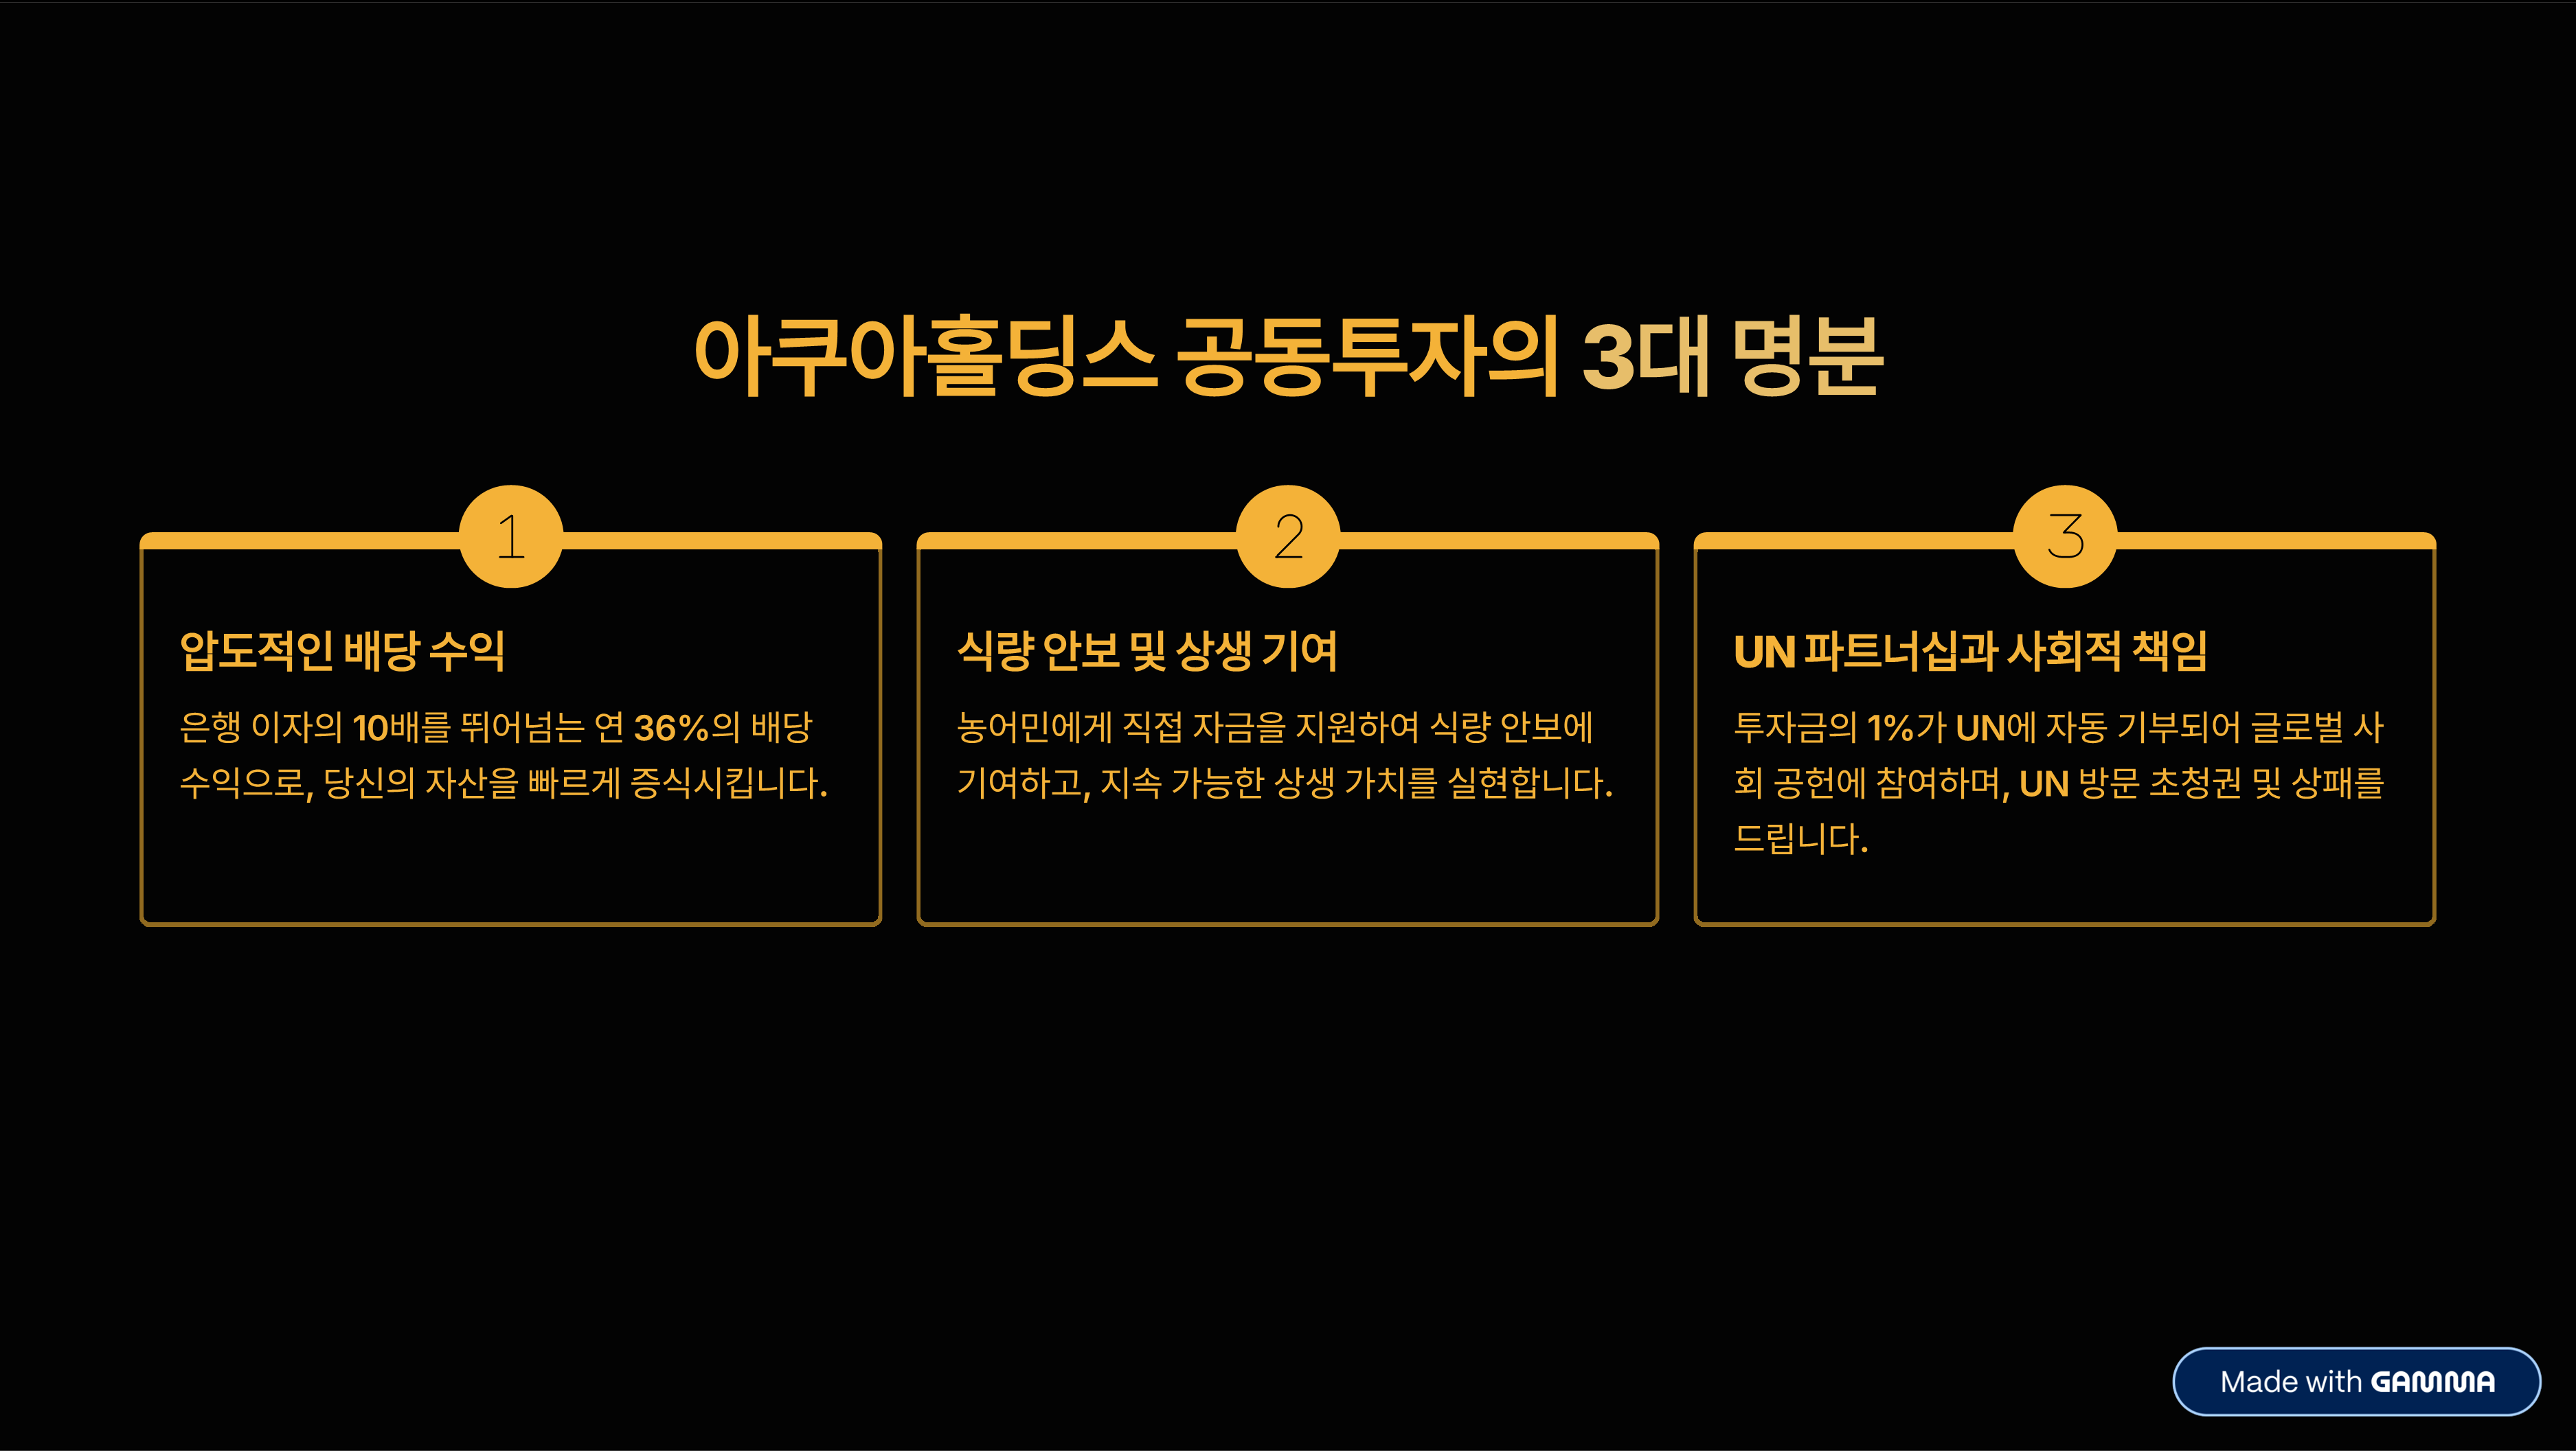 아쿠아홀딩스 공동투자의 3대 명분
1
압도적인 배당 수익
은행 이자의 10배를 뛰어넘는 연 36%의 배당
수익으로, 당신의 자산을 빠르게 증식시킵니다.
2
식량 안보 및 상생 기여
농어민에게 직접 자금을 지원하여 식량 안보에
기여하고, 지속 가능한 상생 가치를 실현합니다.
3
UN 파트너십과 사회적 책임
투자금의 1%가 UN에 자동 기부되어 글로벌 사
회 공헌에 참여하며, UN 방문 초청권 및 상패를
드립니다.
Made with GAMMA